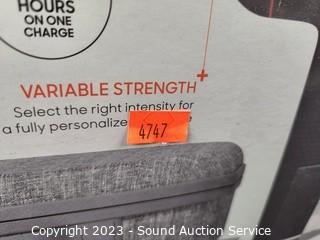 HOURS
ON ONE
CHARGE
VARIABLE STRENGTH+
Select the right intensity for
a fully personalize
4747
Copyright 2023 - Sound Auction Service